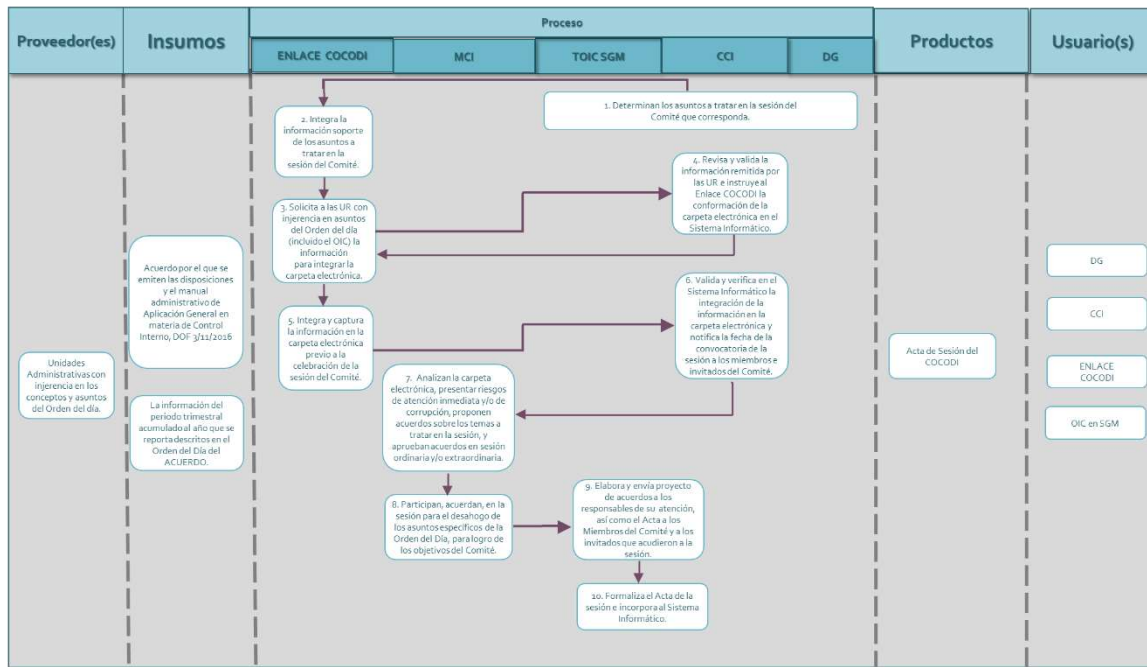 Proceso
Proveedor(es)
Insumos
Productos
Usuario(s)
ENLACE COCODI
MCI
TOIC SGM
CCI
DG
1. Determinan los asuntos a tratar en la sesión del
Comité que corresponda.
2. Integra la
información soporte
de los asuntos a
tratar en la
sesión del Comité.
4. Revisa y valida la
información remitida por
las UR e instruye al
Enlace COCODI la
conformación de la
carpeta electrónica en el
Sistema Informático.
3. Solicita a las UR con
injerencia en asuntos
del Orden del día
(incluido el OIC) la
información
para integrar la
carpeta electrónica.
Acuerdo por el que se
emiten las disposiciones
y el manual
administrativo de
Aplicación General en
materia de Control
Interno, DOF 3/11/2016
DG
6. Valida y verifica en el
Sistema Informático la
integración de la
información en la
carpeta electrónica y
notifica la fecha de la
convocatoria de la
sesión a los miembros e
invitados del Comité.
CCI
5. Integra y captura
la información en la
carpeta electrónica
previo a la
celebración de la
sesión del Comité.
Unidades
Administrativas con
injerencia en los
conceptos y asuntos
del Orden del día.
Acta de Sesión del
COCODI
ENLACE
COCODI
7. Analizan la carpeta
electrónica, presentar riesgos
de atención inmediata y/o de
corrupción, proponen
acuerdos sobre los temas a
tratar en la sesión, y
aprueban acuerdos en sesión
ordinaria y/o extraordinaria.
La información del
periodo trimestral
acumulado al año que se
reporta descritos en el
Orden del Día del
ACUERDO.
OIC en SGM
8. Participan, acuerdan, en la
sesión para el desahogo de
los asuntos específicos de la
Orden del Día, para logro de
los objetivos del Comité.
9. Elabora y envía proyecto
de acuerdos a los
responsables de su atención,
así como el Acta a los
Miembros del Comité y a los
invitados que acudieron a la
sesión.
10. Formaliza el Acta de la
sesión e incorpora al Sistema
Informático.